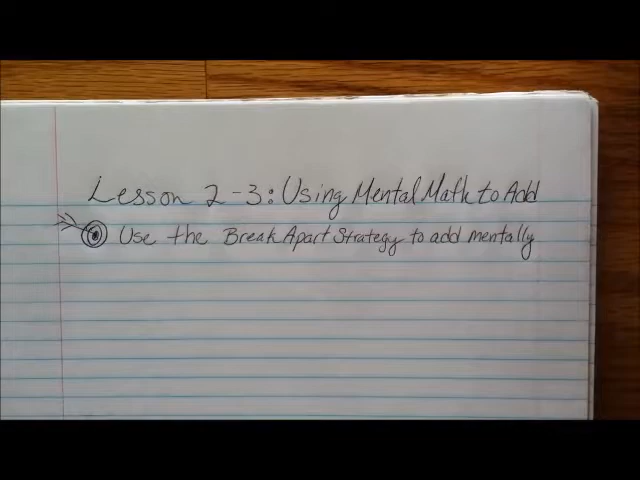 Lesson 2-3: Using Mental Math to Add
Use the Break Apart Strategy to add mentally